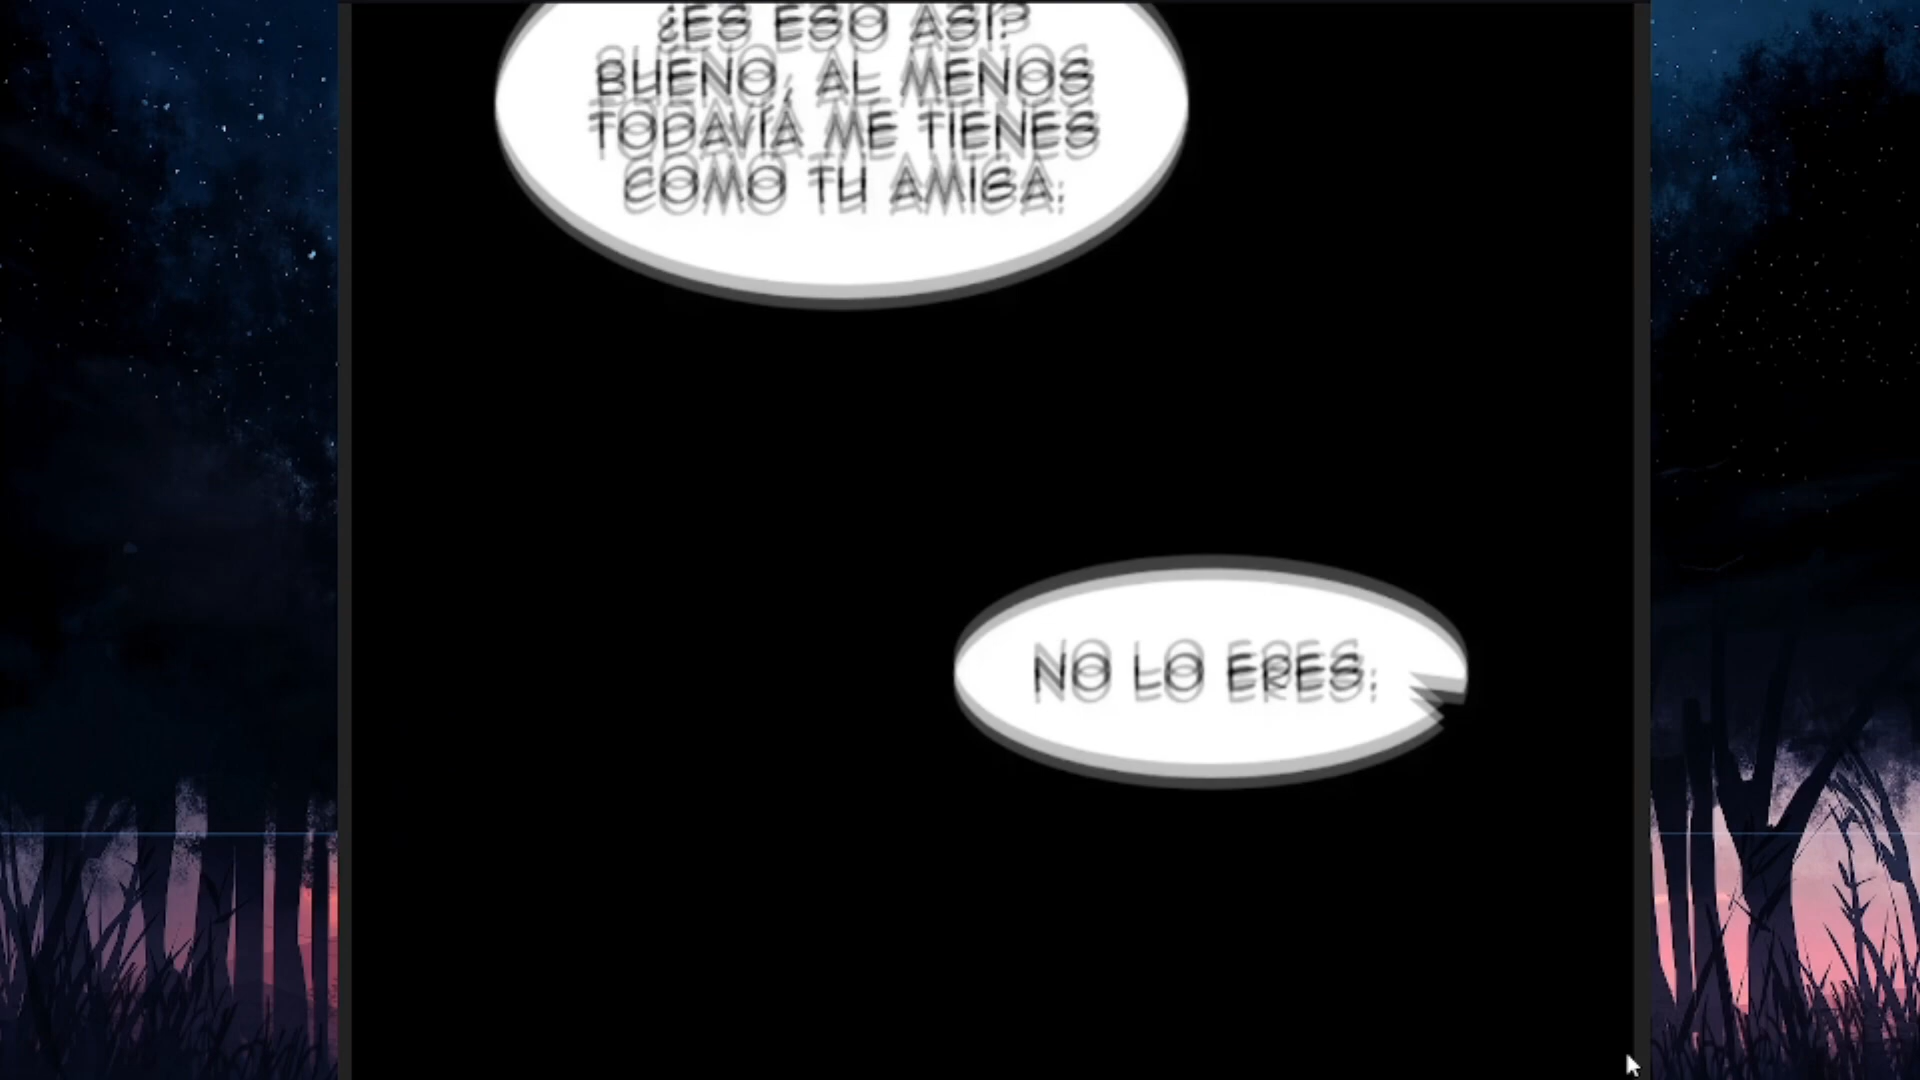 ¿ES ESO ASÍ?
BUENO, AL MENOS
TODAVÍA ME TIENES
COMO TU AMIGA.
NO LO ERES.